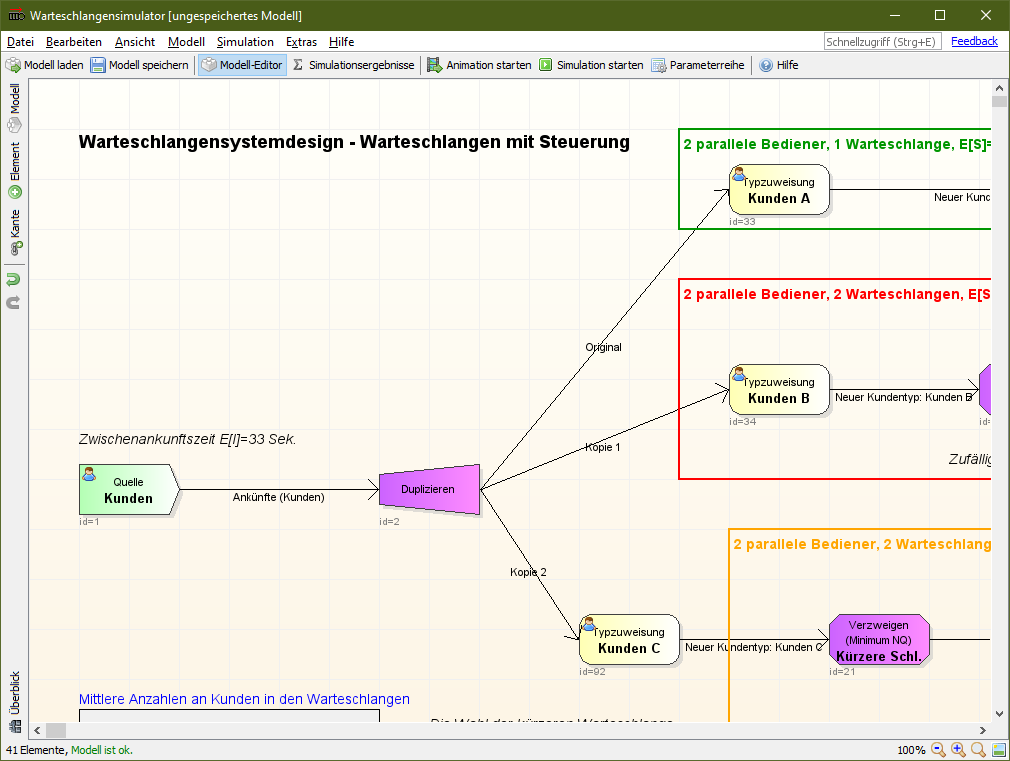 Warteschlangensimulator [ungespeichertes Modell]
Datei Bearbeiten Ansicht Modell Simulation Extras Hilfe Schnellzugriff (Strg+E) Feedback
Modell laden Modell speichern Modell-Editor Σ Simulationsergebnisse Animation starten Simulation starten Parameterreihe Hilfe
Modell
Element
Kante
Überblick
Warteschlangensystemdesign - Warteschlangen mit Steuerung
2 parallele Bediener, 1 Warteschlange, E[S]=
Typzuweisung
Kunden A
Neuer Kund
id=33
2 parallele Bediener, 2 Warteschlangen, E[S
Original
Typzuweisung
Kunden B
Neuer Kundentyp: Kunden B
id=34
id=
Zwischenankunftszeit E[I]=33 Sek.
Kopie 1
Zufällig
Quelle
Kunden
Ankünfte (Kunden)
Duplizieren
id=1
id=2
2 parallele Bediener, 2 Warteschlang
Kopie 2
Typzuweisung
Kunden C
Neuer Kundentyp: Kunden C
id=92
Verzweigen
(Minimum NQ)
Kürzere Schl.
id=21
Mittlere Anzahlen an Kunden in den Warteschlangen
Die Wahl der kürzeren Warteschlange
41 Elemente, Modell ist ok. 100%